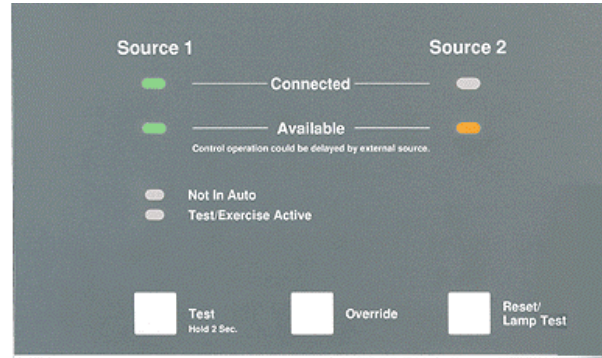 Source 1
Source 2
Connected
Available
Control operation could be delayed by external source.
Not In Auto
Test/Exercise Active
Test
Hold 2 Sec.
Override
Reset/
Lamp Test